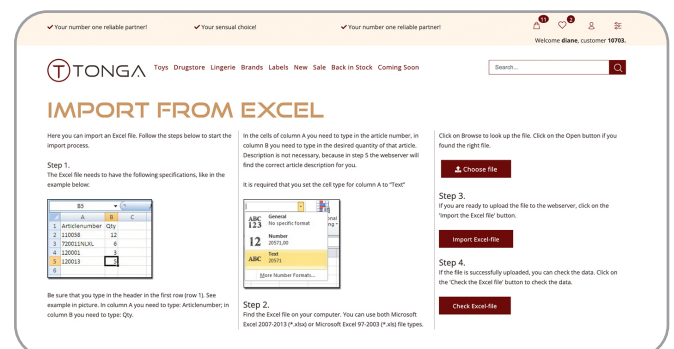 ✔ Your number one reliable partner!
✔ Your sensual choice!
✔ Your number one reliable partner!
11
2
Welcome diane, customer 10703.
TONGA
Toys Drugstore Lingerie Brands Labels New Sale Back in Stock Coming Soon
Search...
IMPORT FROM EXCEL
Here you can import an Excel file. Follow the steps below to start the
import process.
Step 1.
The Excel file needs to have the following specifications, like in the
example below:
B5
A B C
1 Articlenumber Qty
2 110058 12
3 720011NLXL 6
4 120001 3
5 120013 5
6
Be sure that you type in the header in the first row (row 1). See
example in picture. In column A you need to type: Articlenumber; in
column B you need to type: Qty.
In the cells of column A you need to type in the article number, in
column B you need to type in the desired quantity of that article.
Description is not necessary, because in step 5 the webserver will
find the correct article description for you.
It is required that you set the cell type for column A to "Text"
ABC
123
General
No specific format
12
Number
20571,00
ABC
Text
20571
More Number Formats...
Step 2.
Find the Excel file on your computer. You can use both Microsoft
Excel 2007-2013 (*.xlsx) or Microsoft Excel 97-2003 (*.xls) file types.
Click on Browse to look up the file. Click on the Open button if you
found the right file.
Choose file
Step 3.
If you are ready to upload the file to the webserver, click on the
'Import the Excel file' button.
Import Excel-file
Step 4.
If the file is successfully uploaded, you can check the data. Click on
the 'Check the Excel file' button to check the data.
Check Excel-file